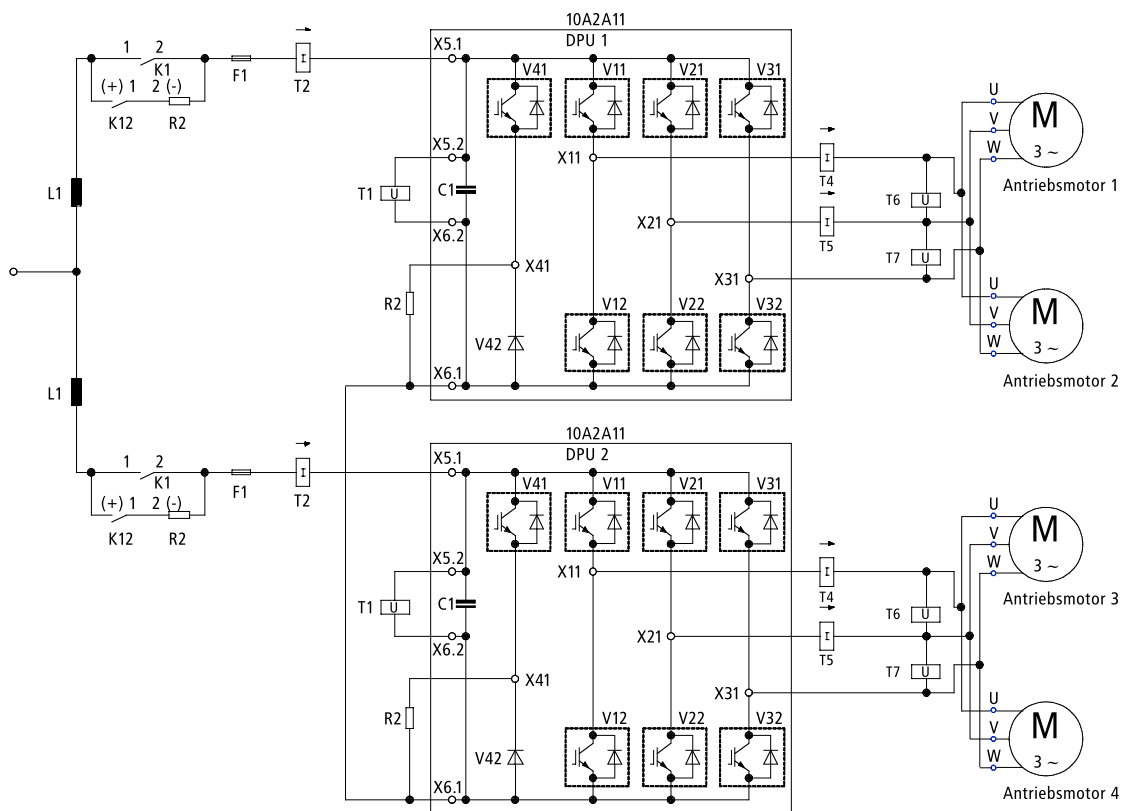 10A2A11
DPU 1
1 2
K1
(+) 1 2 (-)
K12 R2
F1
I
T2
X5.1
V41 V11 V21 V31
X5.2
T1 U C1
X6.2
X11
X21
X41
X31
R2
V42
V12 V22 V32
X6.1
I
T4
I
T5
T6 U
T7 U
U
V
W
M
3 ~
Antriebsmotor 1
U
V
W
M
3 ~
Antriebsmotor 2
L1
L1
10A2A11
DPU 2
1 2
K1
(+) 1 2 (-)
K12 R2
F1
I
T2
X5.1
V41 V11 V21 V31
X5.2
T1 U C1
X6.2
X11
X21
X41
X31
R2
V42
V12 V22 V32
X6.1
I
T4
I
T5
T6 U
T7 U
U
V
W
M
3 ~
Antriebsmotor 3
U
V
W
M
3 ~
Antriebsmotor 4